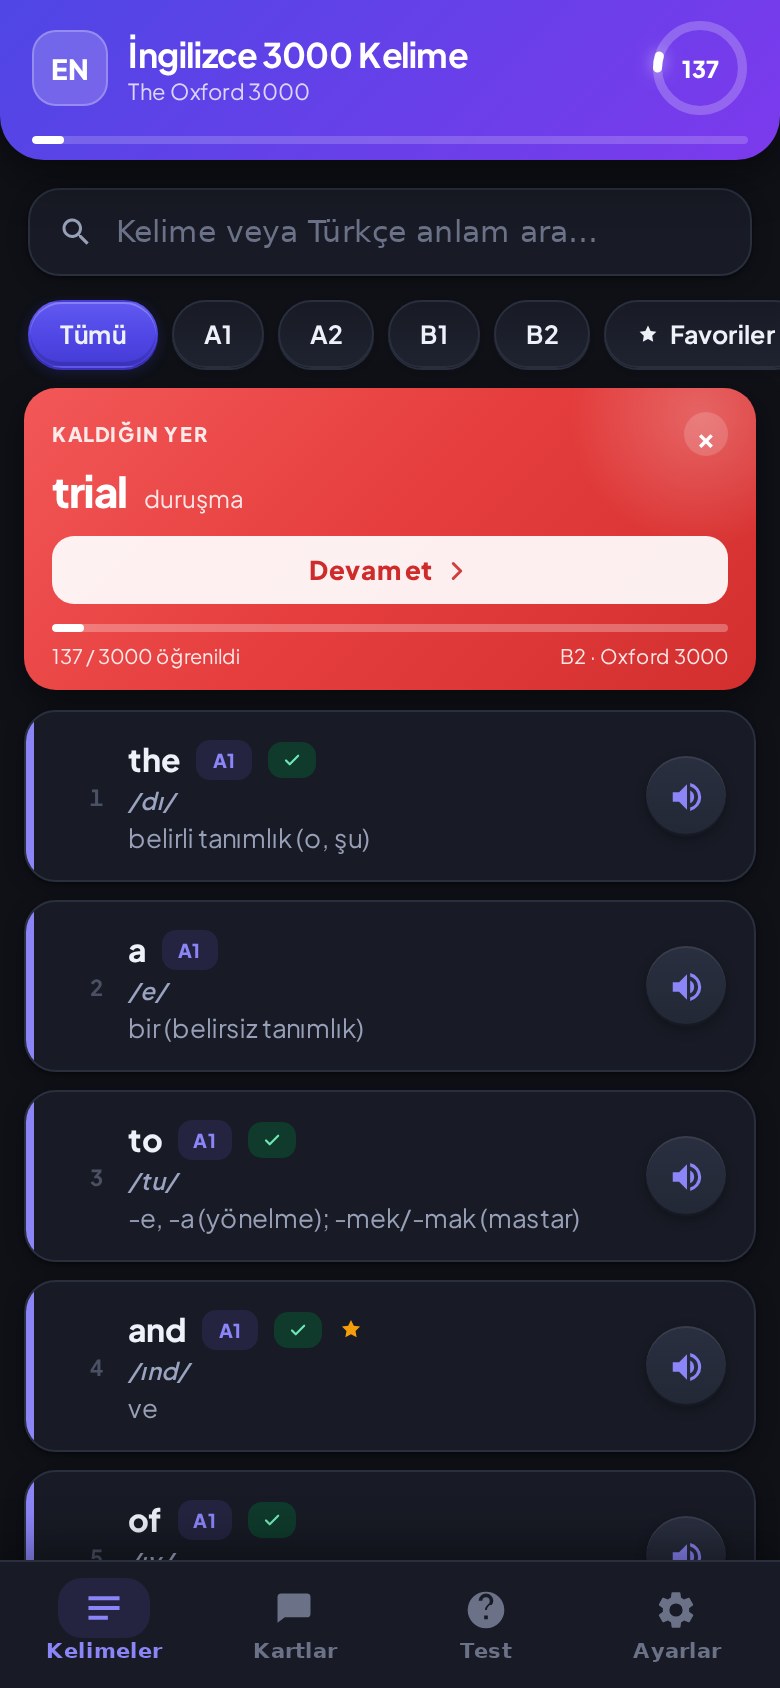 EN
İngilizce 3000 Kelime
The Oxford 3000
137
Kelime veya Türkçe anlam ara...
Tümü
A1
A2
B1
B2
Favoriler
KALDIĞIN YER
trial duruşma
Devam et
137 / 3000 öğrenildi
B2 · Oxford 3000
the A1
1
/dı/
belirli tanımlık (o, şu)
a A1
2
/e/
bir (belirsiz tanımlık)
to A1
3
/tu/
-e, -a (yönelme); -mek/-mak (mastar)
and A1
4
/ınd/
ve
of A1
5
Kelimeler
Kartlar
Test
Ayarlar